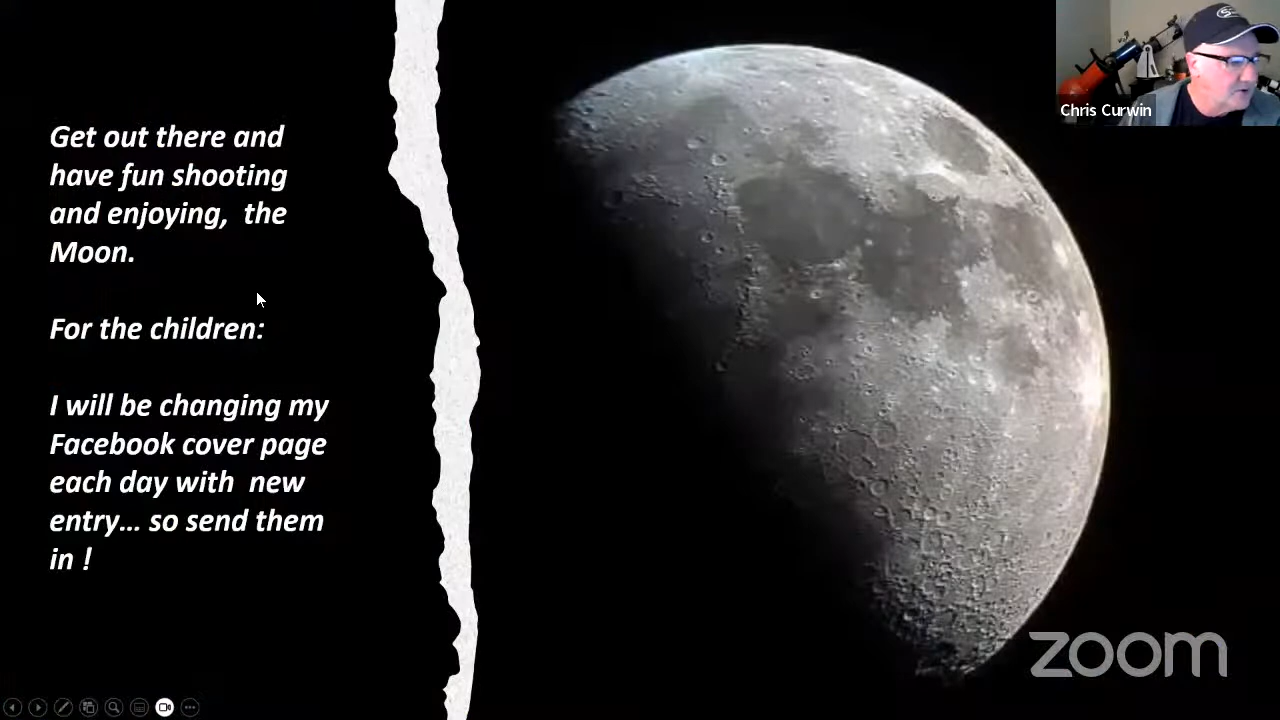 Get out there and
have fun shooting
and enjoying,  the
Moon.
For the children:
I will be changing my
Facebook cover page
each day with  new
entry... so send them
in !
Chris Curwin
zoom